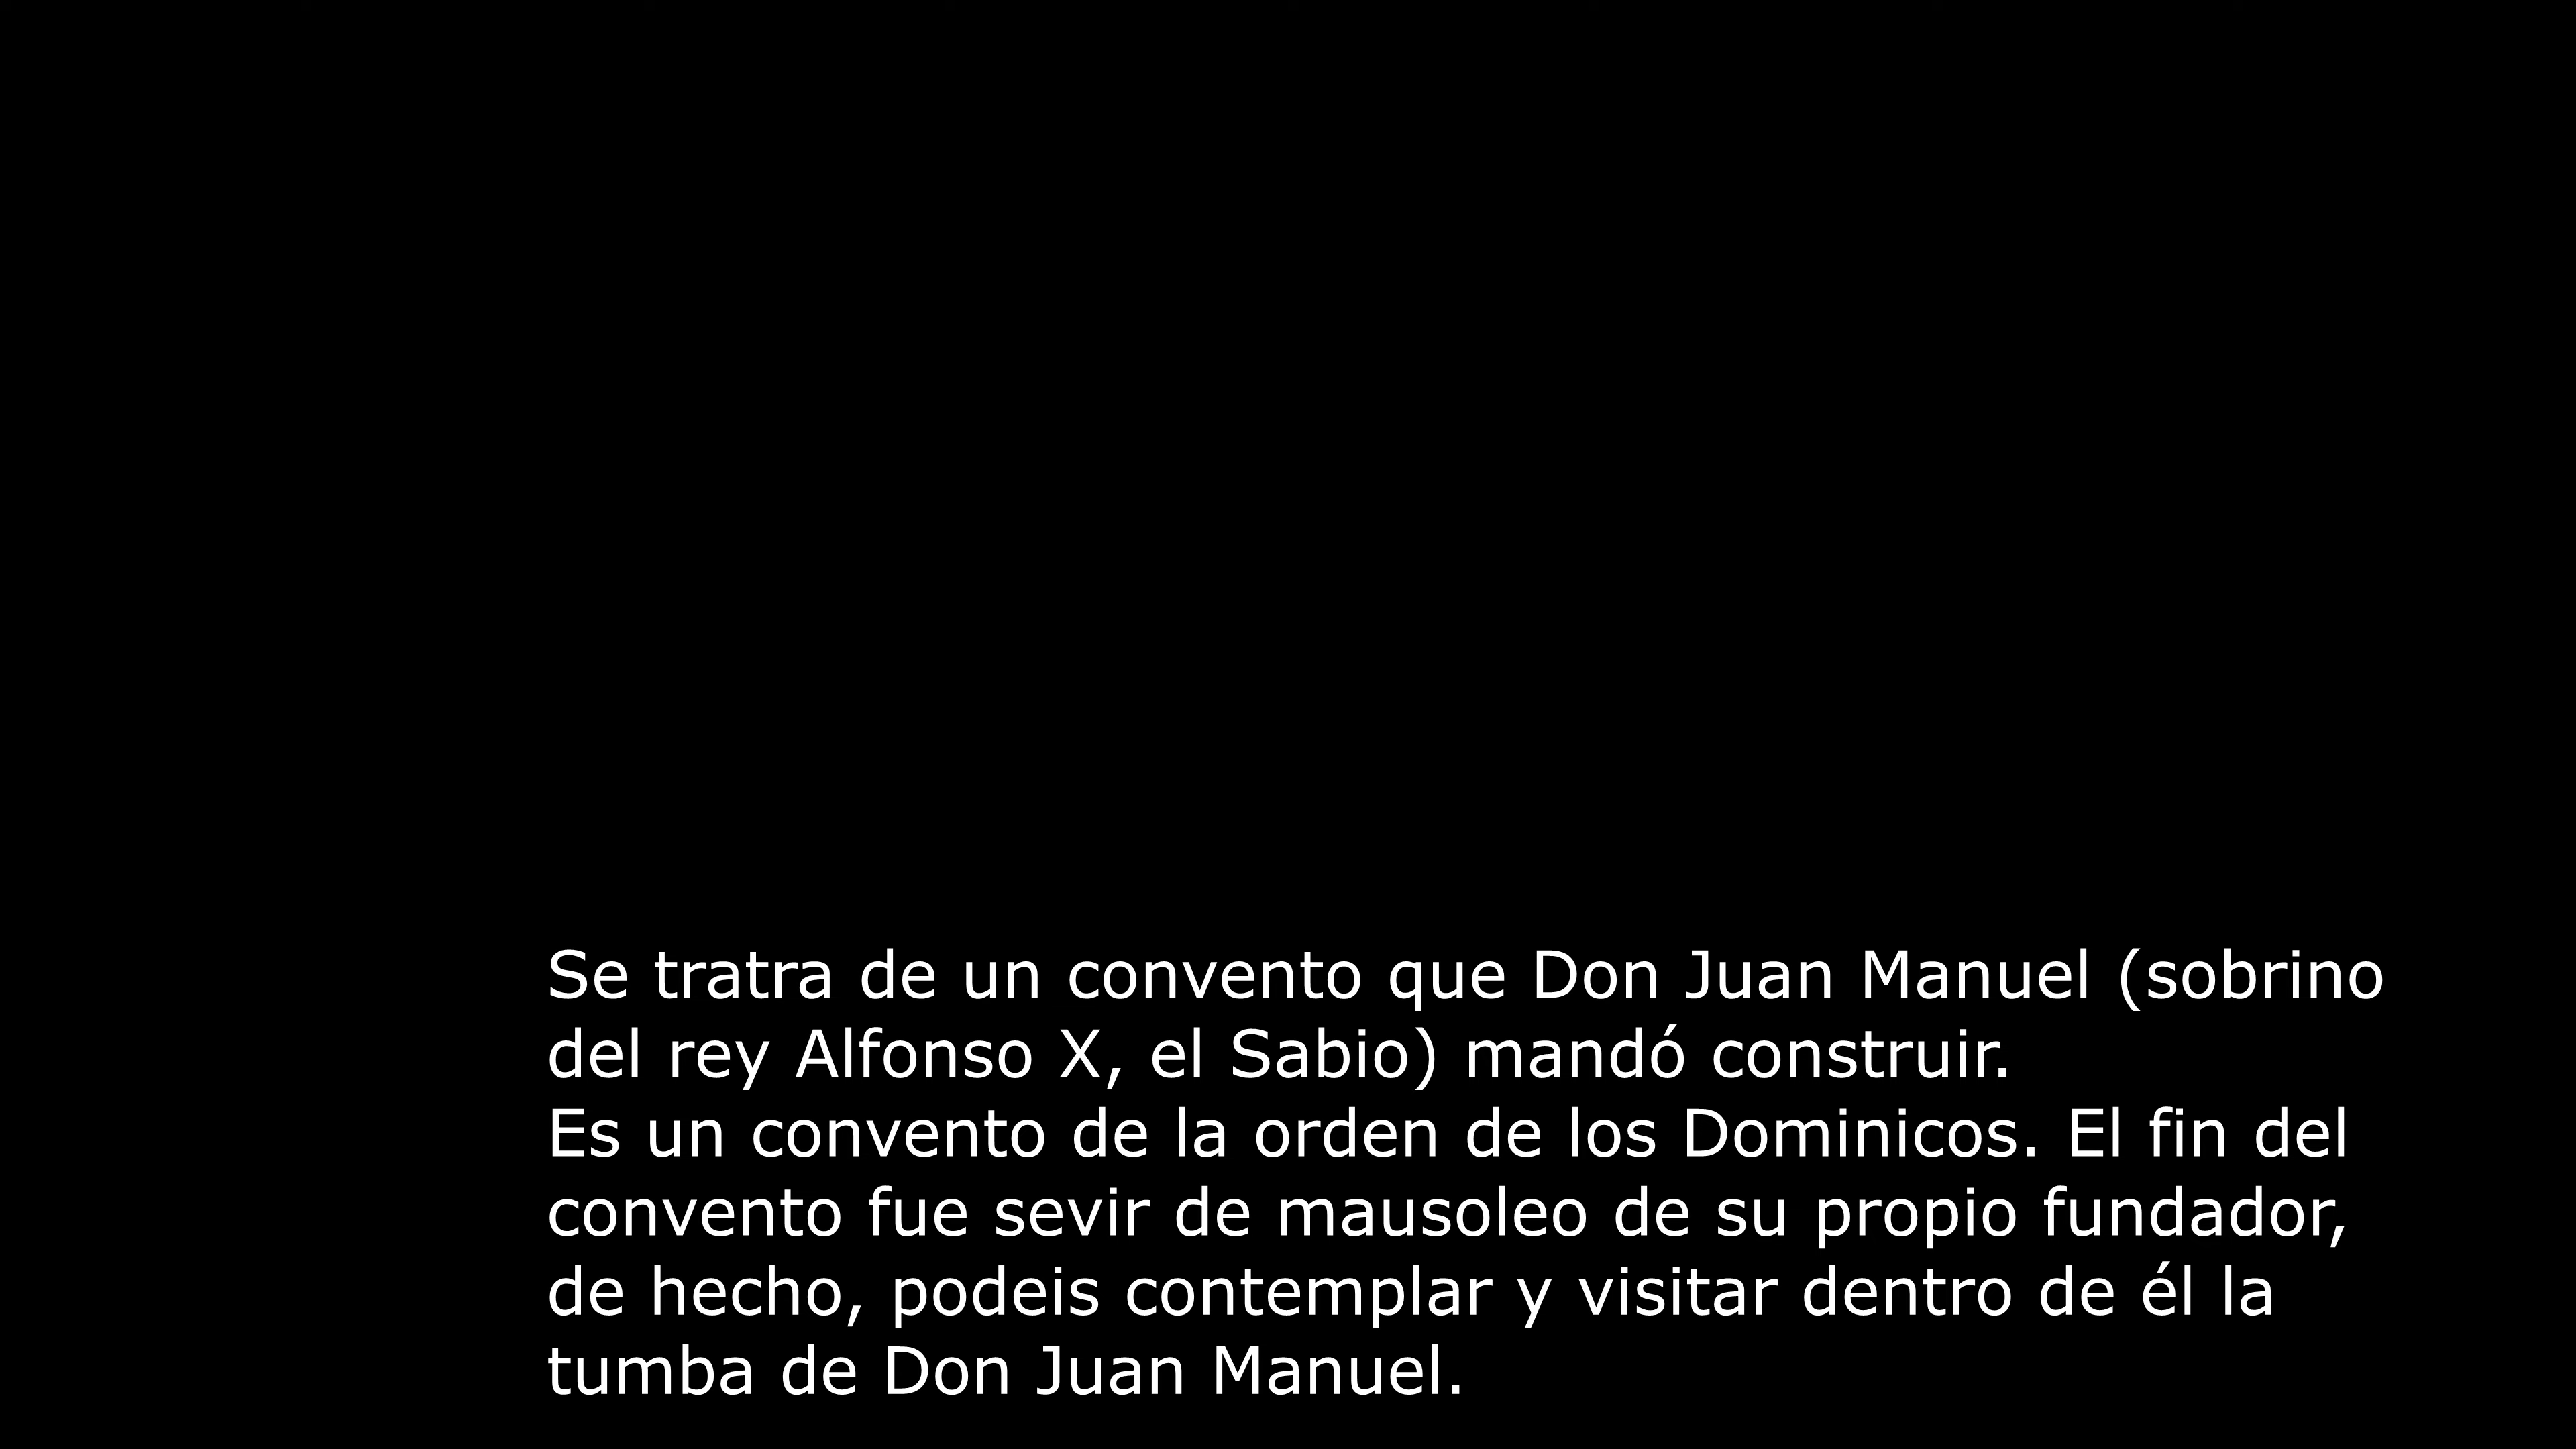 Se tratra de un convento que Don Juan Manuel (sobrino
del rey Alfonso X, el Sabio) mandó construir.
Es un convento de la orden de los Dominicos. El fin del
convento fue sevir de mausoleo de su propio fundador,
de hecho, podeis contemplar y visitar dentro de él la
tumba de Don Juan Manuel.